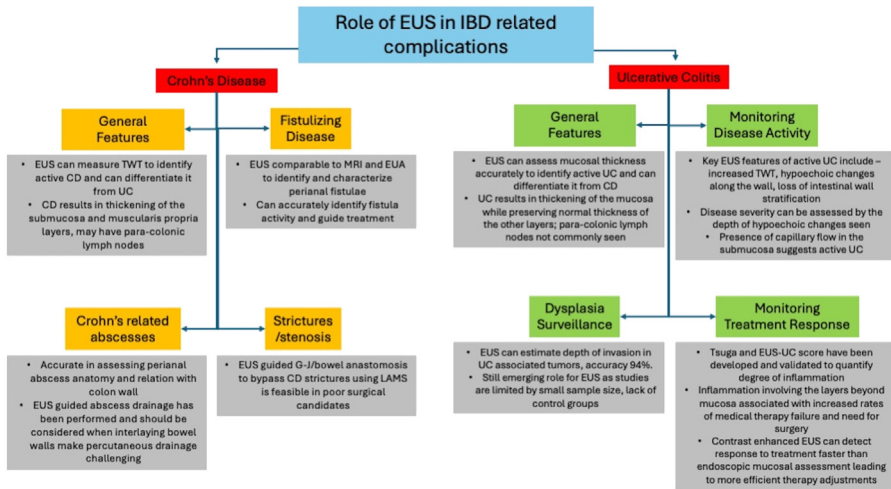 Role of EUS in IBD related
complications
Crohn's Disease
General
Features
• EUS can measure TWT to identify
active CD and can differentiate it
from UC
• CD results in thickening of the
submucosa and muscularis propria
layers, may have para-colonic
lymph nodes
Fistulizing
Disease
• EUS comparable to MRI and EUA
to identify and characterize
perianal fistulae
• Can accurately identify fistula
activity and guide treatment
Crohn's related
abscesses
• Accurate in assessing perianal
abscess anatomy and relation with
colon wall
• EUS guided abscess drainage has
been performed and should be
considered when interlaying bowel
walls make percutaneous drainage
challenging
Strictures
/stenosis
• EUS guided G-J/bowel anastomosis
to bypass CD strictures using LAMS
is feasible in poor surgical
candidates
Ulcerative Colitis
General
Features
• EUS can assess mucosal thickness
accurately to identify active UC and can
differentiate it from CD
• UC results in thickening of the mucosa
while preserving normal thickness of
the other layers; para-colonic lymph
nodes not commonly seen
Monitoring
Disease Activity
• Key EUS features of active UC include –
increased TWT, hypoechoic changes
along the wall, loss of intestinal wall
stratification
• Disease severity can be assessed by the
depth of hypoechoic changes seen
• Presence of capillary flow in the
submucosa suggests active UC
Dysplasia
Surveillance
• EUS can estimate depth of invasion in
UC associated tumors, accuracy 94%.
• Still emerging role for EUS as studies
are limited by small sample size, lack of
control groups
Monitoring
Treatment Response
• Tsuga and EUS-UC score have been
developed and validated to quantify
degree of inflammation
• Inflammation involving the layers beyond
mucosa associated with increased rates
of medical therapy failure and need for
surgery
• Contrast enhanced EUS can detect
response to treatment faster than
endoscopic mucosal assessment leading
to more efficient therapy adjustments